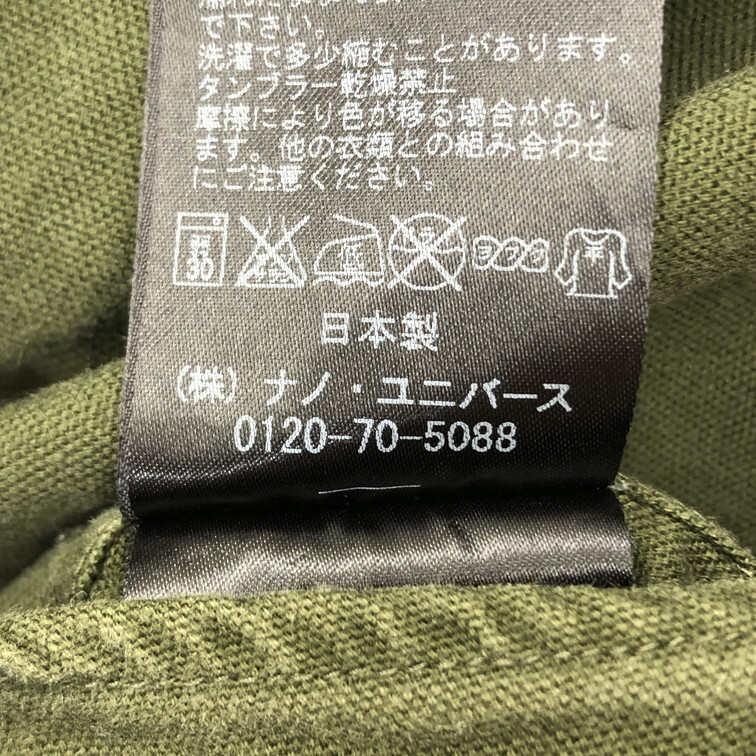 で下さい。
洗濯で多少縮むことがあります。
タンブラー乾燥禁止
摩擦により色が移る場合があり
ます。他の衣類との組み合わせ
にご注意ください。
30
日本製
(株) ナノ・ユニバース
0120-70-5088